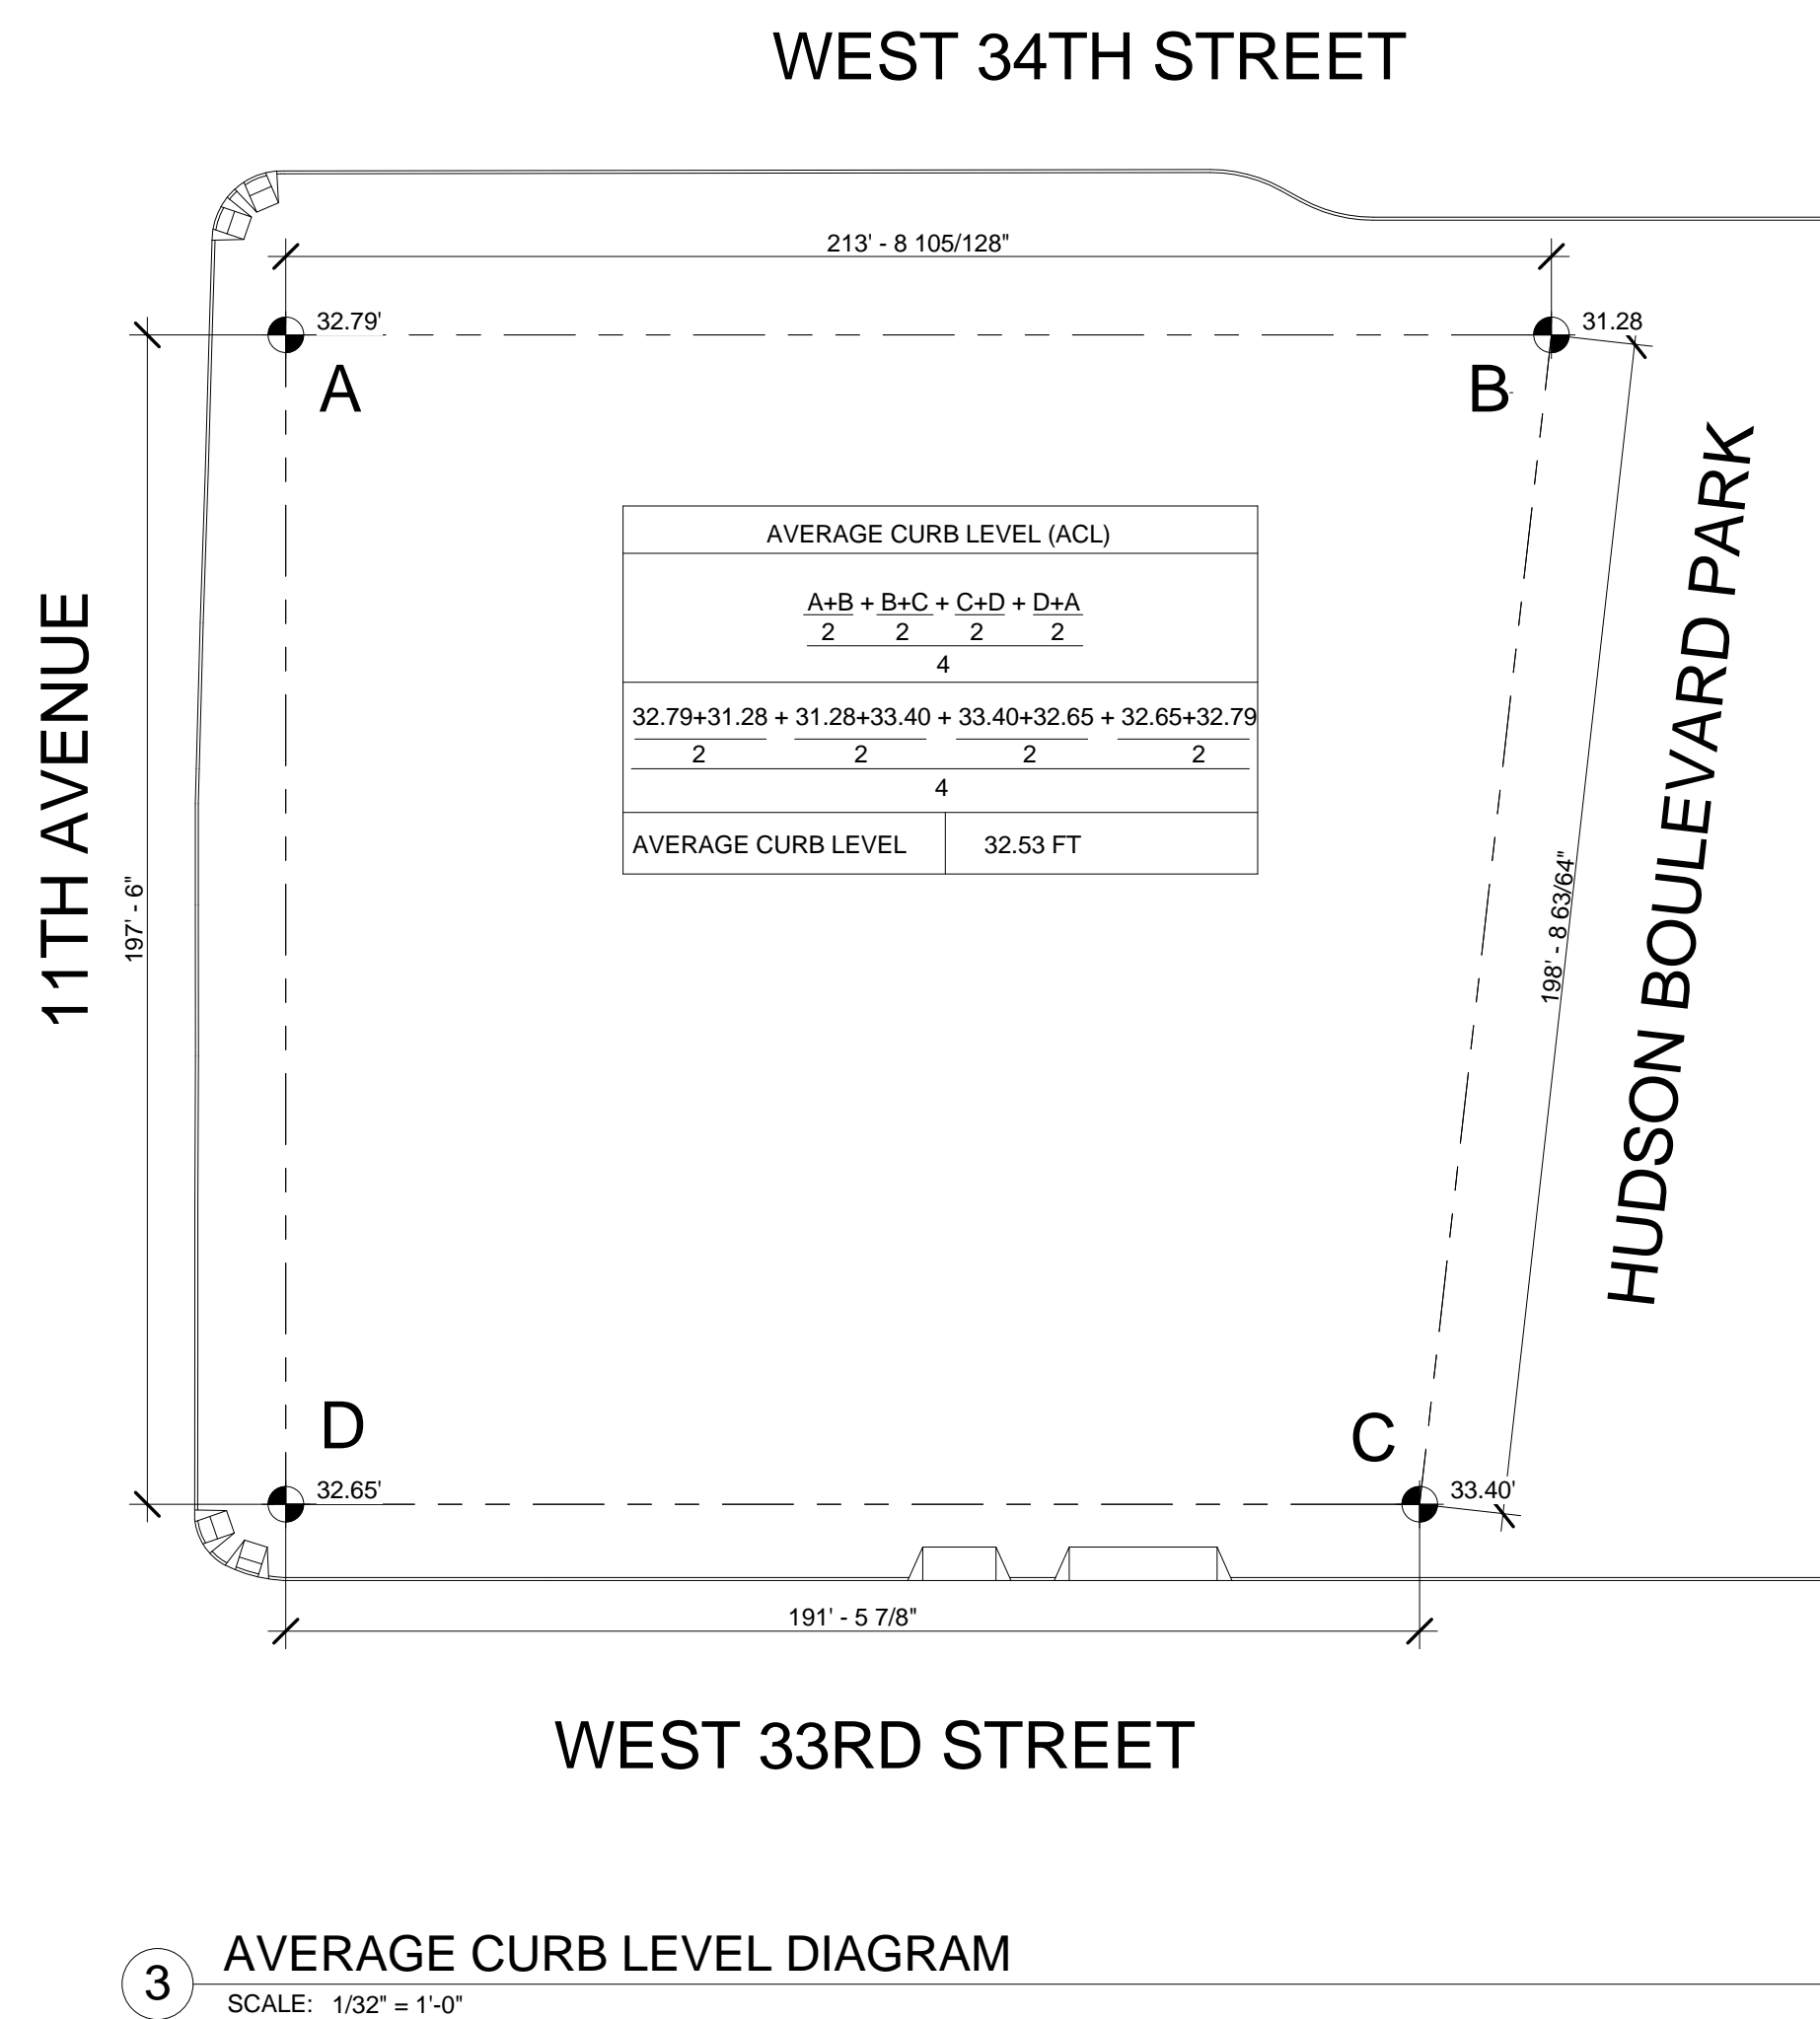 WEST 34TH STREET
213' - 8 105/128"
32.79'
31.28
A
B
AVERAGE CURB LEVEL (ACL)
A+B + B+C + C+D + D+A
2 2 2 2
4
32.79+31.28 + 31.28+33.40 + 33.40+32.65 + 32.65+32.79
2 2 2 2
4
AVERAGE CURB LEVEL 32.53 FT
11TH AVENUE
197' - 6"
198' - 8 63/64"
HUDSON BOULEVARD PARK
D
C
32.65'
33.40'
191' - 5 7/8"
WEST 33RD STREET
3
AVERAGE CURB LEVEL DIAGRAM
SCALE: 1/32" = 1'-0"